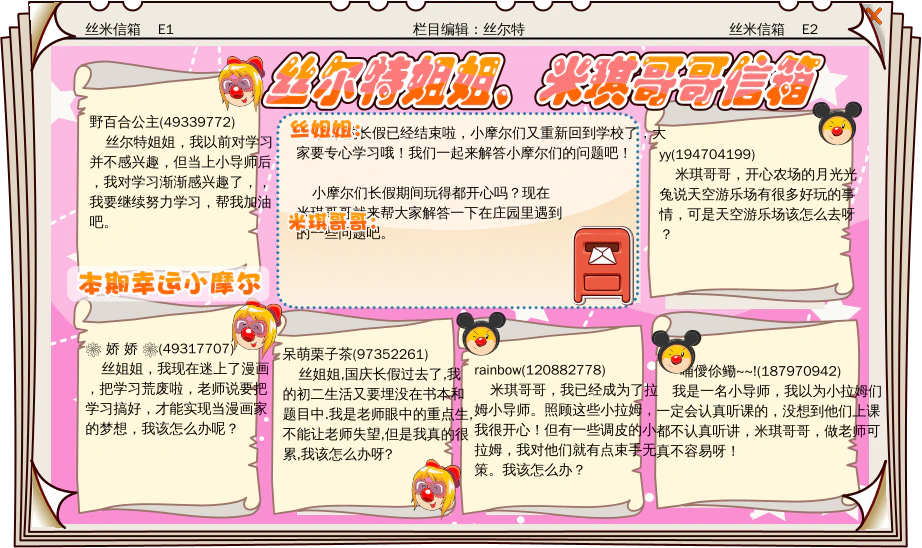 丝米信箱 E1
栏目编辑：丝尔特
丝米信箱 E2
丝尔特姐姐、米琪哥哥信箱
野百合公主(49339772)
丝尔特姐姐，我以前对学习
并不感兴趣，但当上小导师后
，我对学习渐渐感兴趣了，，
我要继续努力学习，帮我加油
吧。
丝姐姐：
长假已经结束啦，小摩尔们又重新回到学校了，大
家要专心学习哦！我们一起来解答小摩尔们的问题吧！
小摩尔们长假期间玩得都开心吗？现在
米琪哥哥就来帮大家解答一下在庄园里遇到
米琪哥哥：
的一些问题吧。
yy(194704199)
米琪哥哥，开心农场的月光光
兔说天空游乐场有很多好玩的事
情，可是天空游乐场该怎么去呀
？
本期幸运小摩尔
娇 娇 (49317707)
丝姐姐，我现在迷上了漫画
，把学习荒废啦，老师说要把
学习搞好，才能实现当漫画家
的梦想，我该怎么办呢？
呆萌栗子茶(97352261)
丝姐姐,国庆长假过去了,我
的初二生活又要埋没在书本和
题目中.我是老师眼中的重点生,
不能让老师失望,但是我真的很
累,我该怎么办呀?
rainbow(120882778)
米琪哥哥，我已经成为了拉
姆小导师。照顾这些小拉姆，
我很开心！但有一些调皮的小
拉姆，我对他们就有点束手无
策。我该怎么办？
儍伱鳓~~!(187970942)
我是一名小导师，我以为小拉姆们
一定会认真听课的，没想到他们上课
都不认真听讲，米琪哥哥，做老师可
真不容易呀！